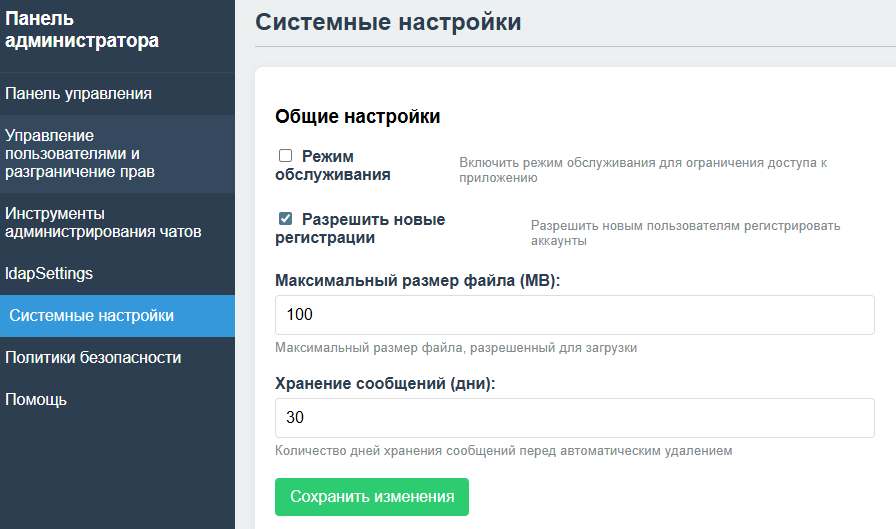 Панель
администратора
Панель управления
Управление
пользователями и
разграничение прав
Инструменты
администрирования чатов
ldapSettings
Системные настройки
Политики безопасности
Помощь
Системные настройки
Общие настройки
Режим
обслуживания
Включить режим обслуживания для ограничения доступа к
приложению
Разрешить новые
регистрации
Разрешить новым пользователям регистрировать
аккаунты
Максимальный размер файла (MB):
100
Максимальный размер файла, разрешенный для загрузки
Хранение сообщений (дни):
30
Количество дней хранения сообщений перед автоматическим удалением
Сохранить изменения